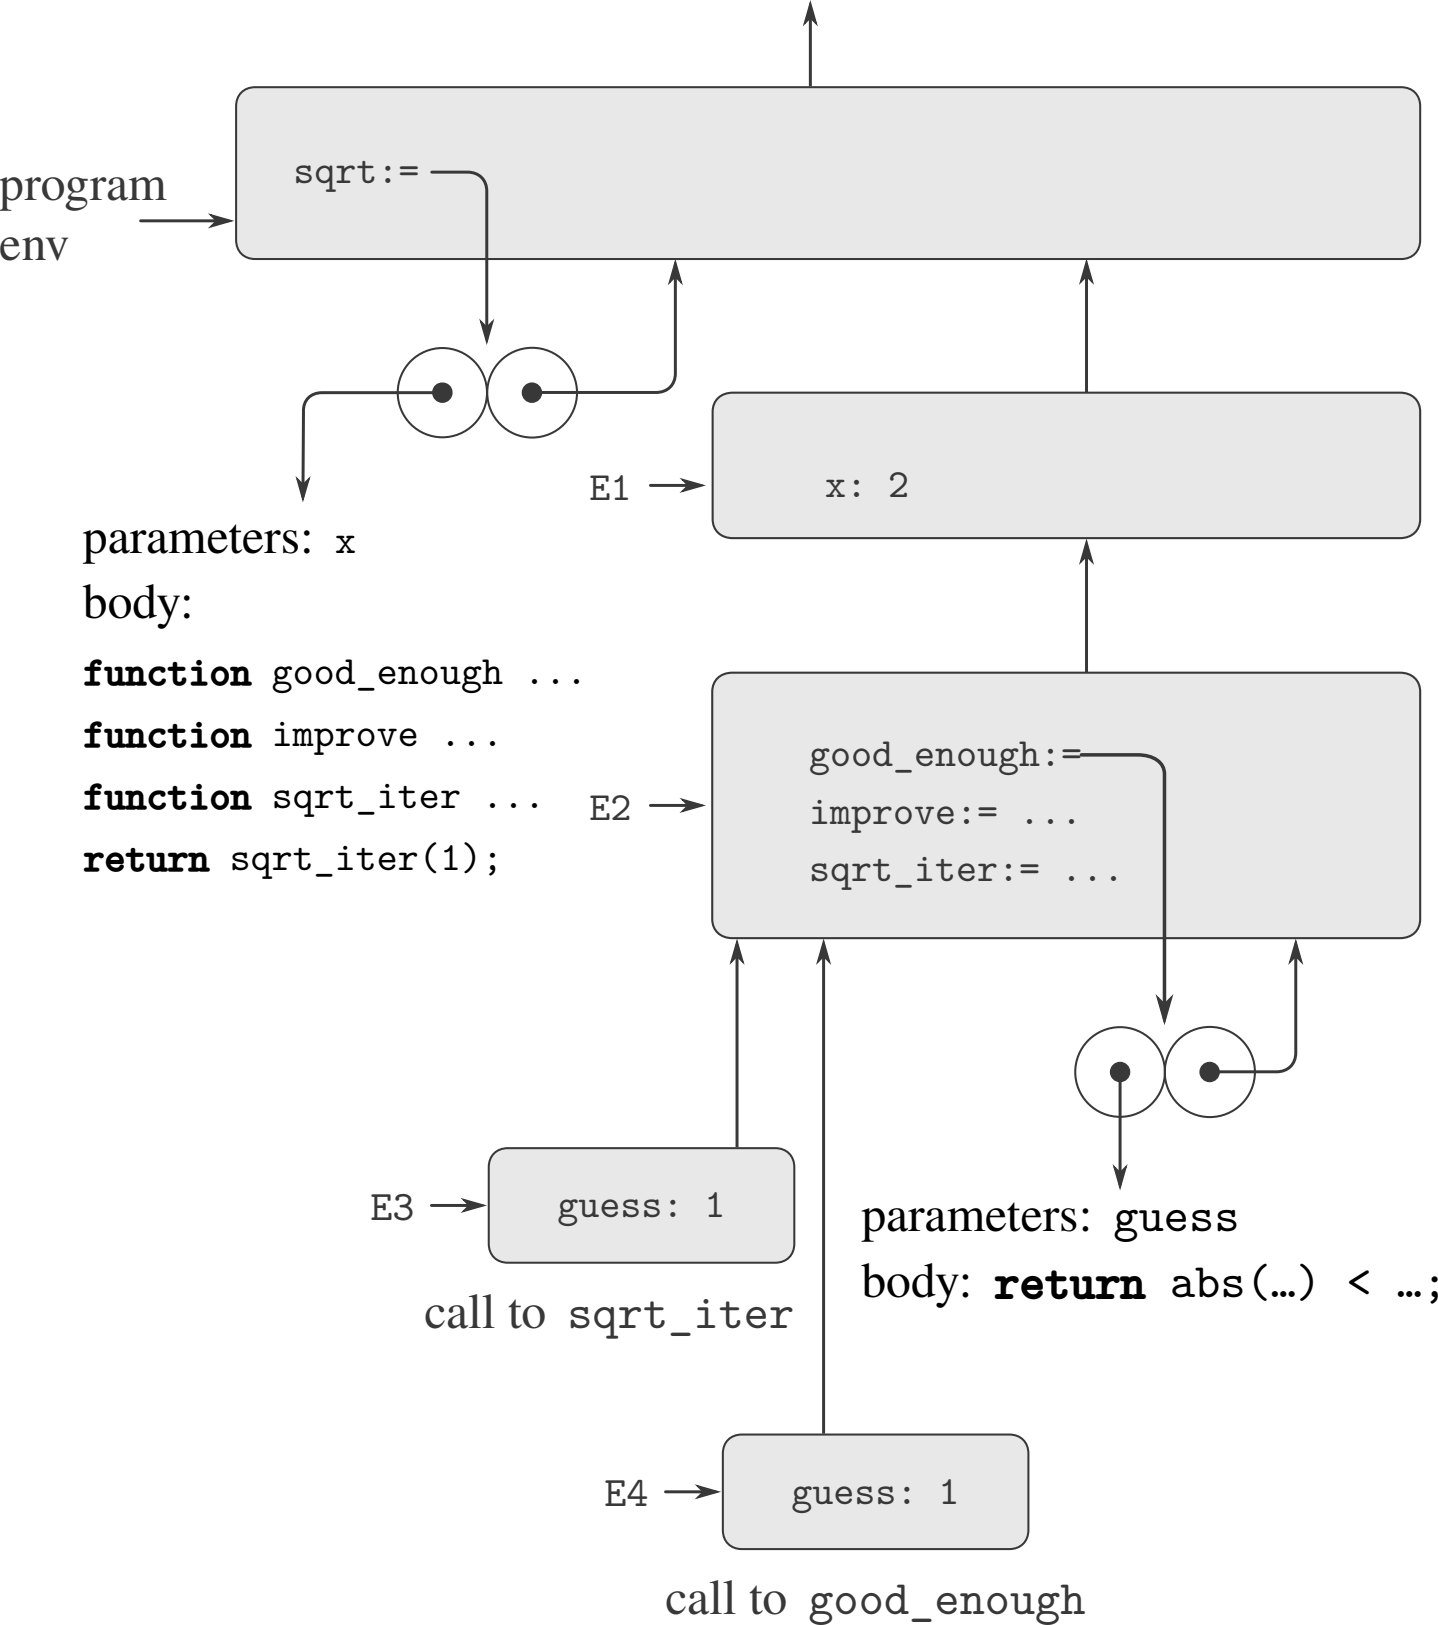 sqrt:=
program
env
E1
x: 2
parameters: x
body:
function good_enough ...
function improve ...
function sqrt_iter ...
return sqrt_iter(1);
E2
good_enough:=
improve:= ...
sqrt_iter:= ...
E3
guess: 1
call to sqrt_iter
parameters: guess
body: return abs(…) < …;
E4
guess: 1
call to good_enough